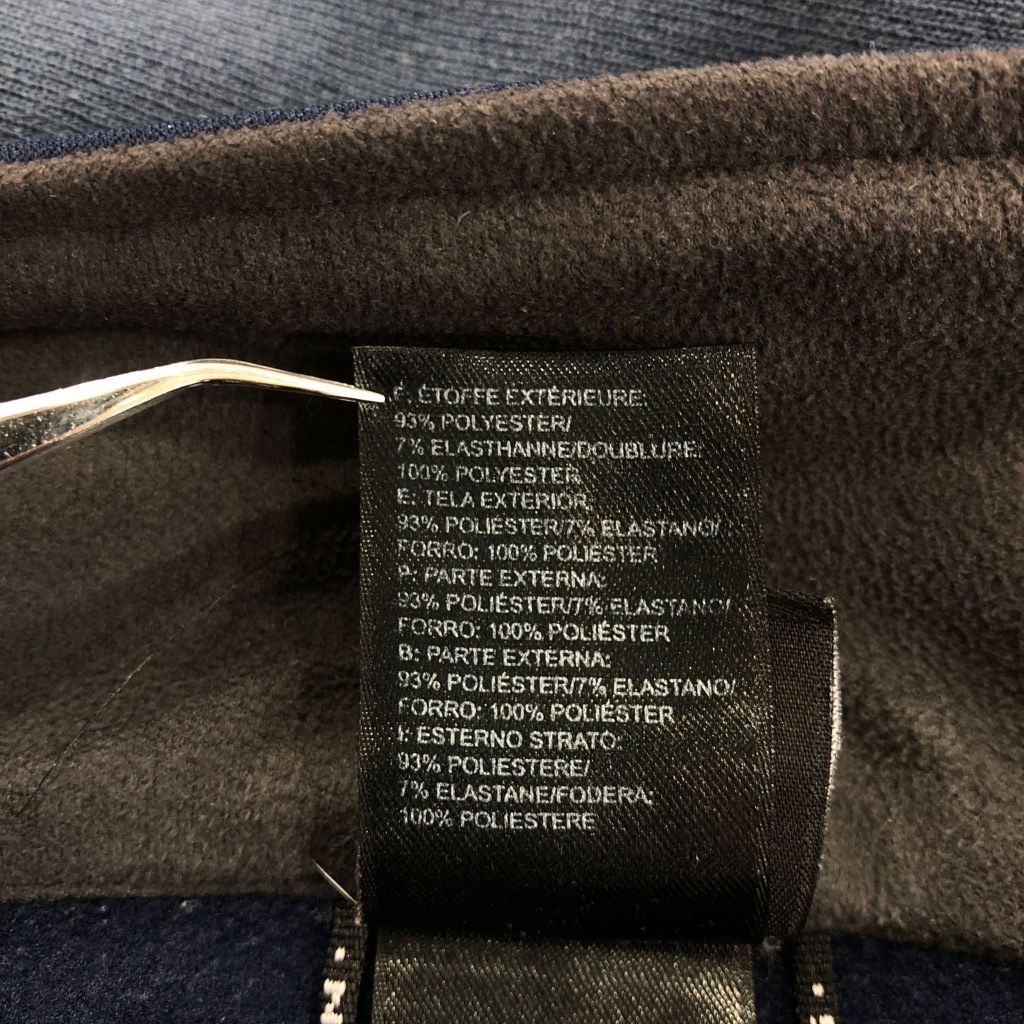 F: ÉTOFFE EXTÉRIEURE:
93% POLYESTER/
7% ELASTHANNE/DOUBLURE:
100% POLYESTER
E: TELA EXTERIOR:
93% POLIÉSTER/7% ELASTANO/
FORRO: 100% POLIÉSTER
P: PARTE EXTERNA:
93% POLIÉSTER/7% ELASTANO/
FORRO: 100% POLIÉSTER
B: PARTE EXTERNA:
93% POLIÉSTER/7% ELASTANO/
FORRO: 100% POLIÉSTER
I: ESTERNO STRATO:
93% POLIESTERE/
7% ELASTANE/FODERA:
100% POLIESTERE